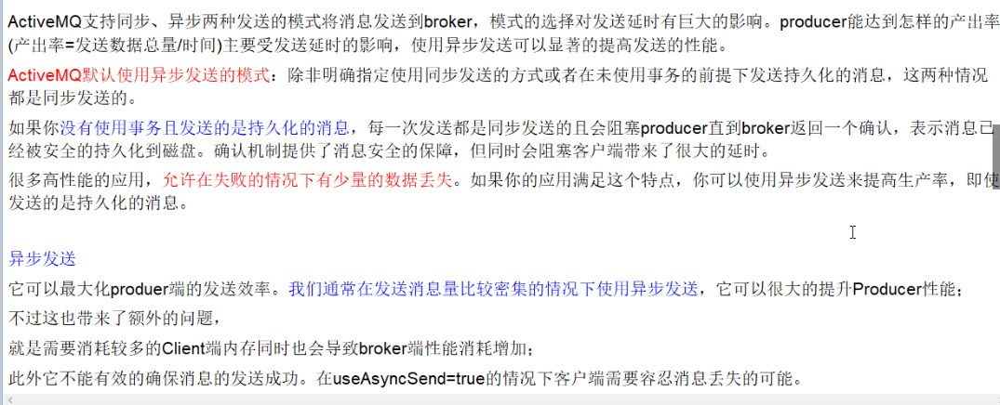 ActiveMQ支持同步、异步两种发送的模式将消息发送到broker，模式的选择对发送延时有巨大的影响。producer能达到怎样的产出率
(产出率=发送数据总量/时间)主要受发送延时的影响，使用异步发送可以显著的提高发送的性能。
ActiveMQ默认使用异步发送的模式：除非明确指定使用同步发送的方式或者在未使用事务的前提下发送持久化的消息，这两种情况
都是同步发送的。
如果你没有使用事务且发送的是持久化的消息，每一次发送都是同步发送的且会阻塞producer直到broker返回一个确认，表示消息已
经被安全的持久化到磁盘。确认机制提供了消息安全的保障，但同时会阻塞客户端带来了很大的延时。
很多高性能的应用，允许在失败的情况下有少量的数据丢失。如果你的应用满足这个特点，你可以使用异步发送来提高生产率，即使
发送的是持久化的消息。
异步发送
它可以最大化produer端的发送效率。我们通常在发送消息量比较密集的情况下使用异步发送，它可以很大的提升Producer性能；
不过这也带来了额外的问题，
就是需要消耗较多的Client端内存同时也会导致broker端性能消耗增加；
此外它不能有效的确保消息的发送成功。在useAsyncSend=true的情况下客户端需要容忍消息丢失的可能。